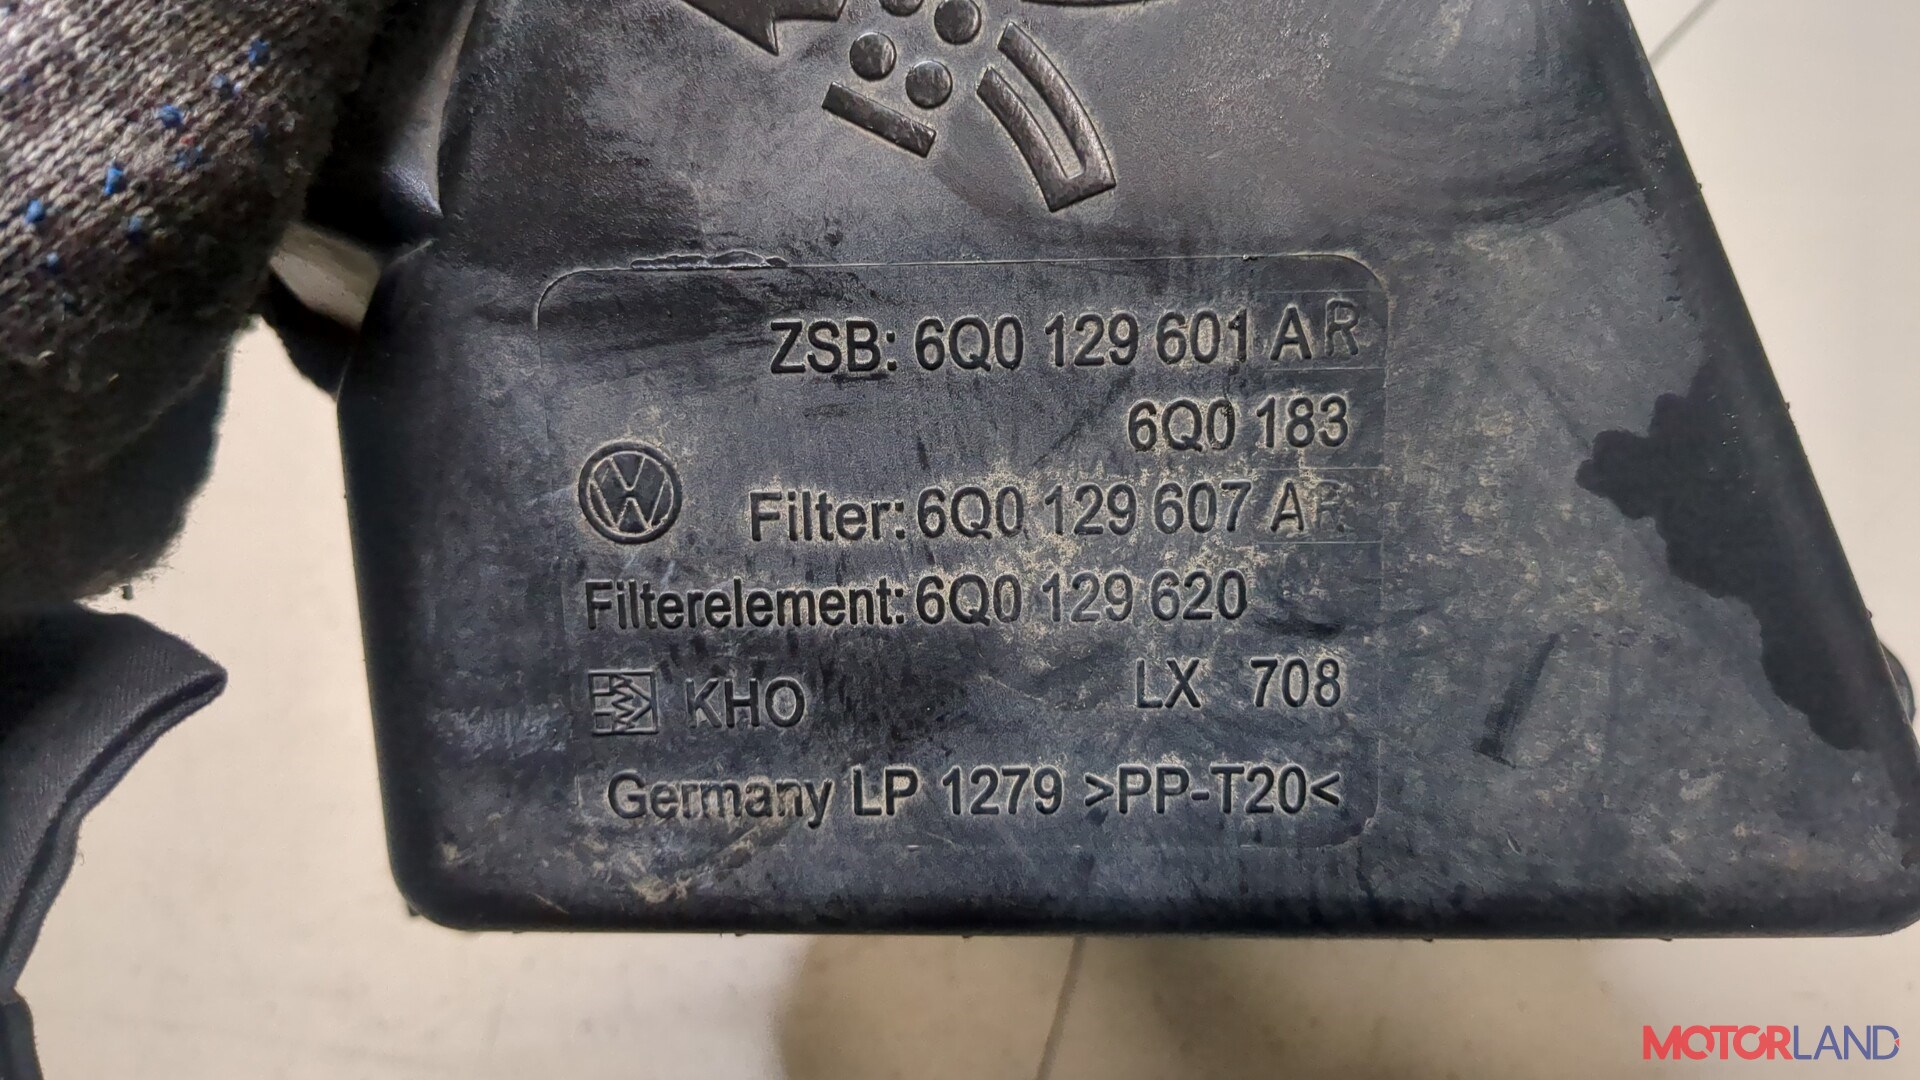 ZSB: 6Q0 129 601 AR
6Q0 183
Filter: 6Q0 129 607 AR
Filterelement: 6Q0 129 620
KHO LX 708
Germany LP 1279 >PP-T20<
MOTORLAND